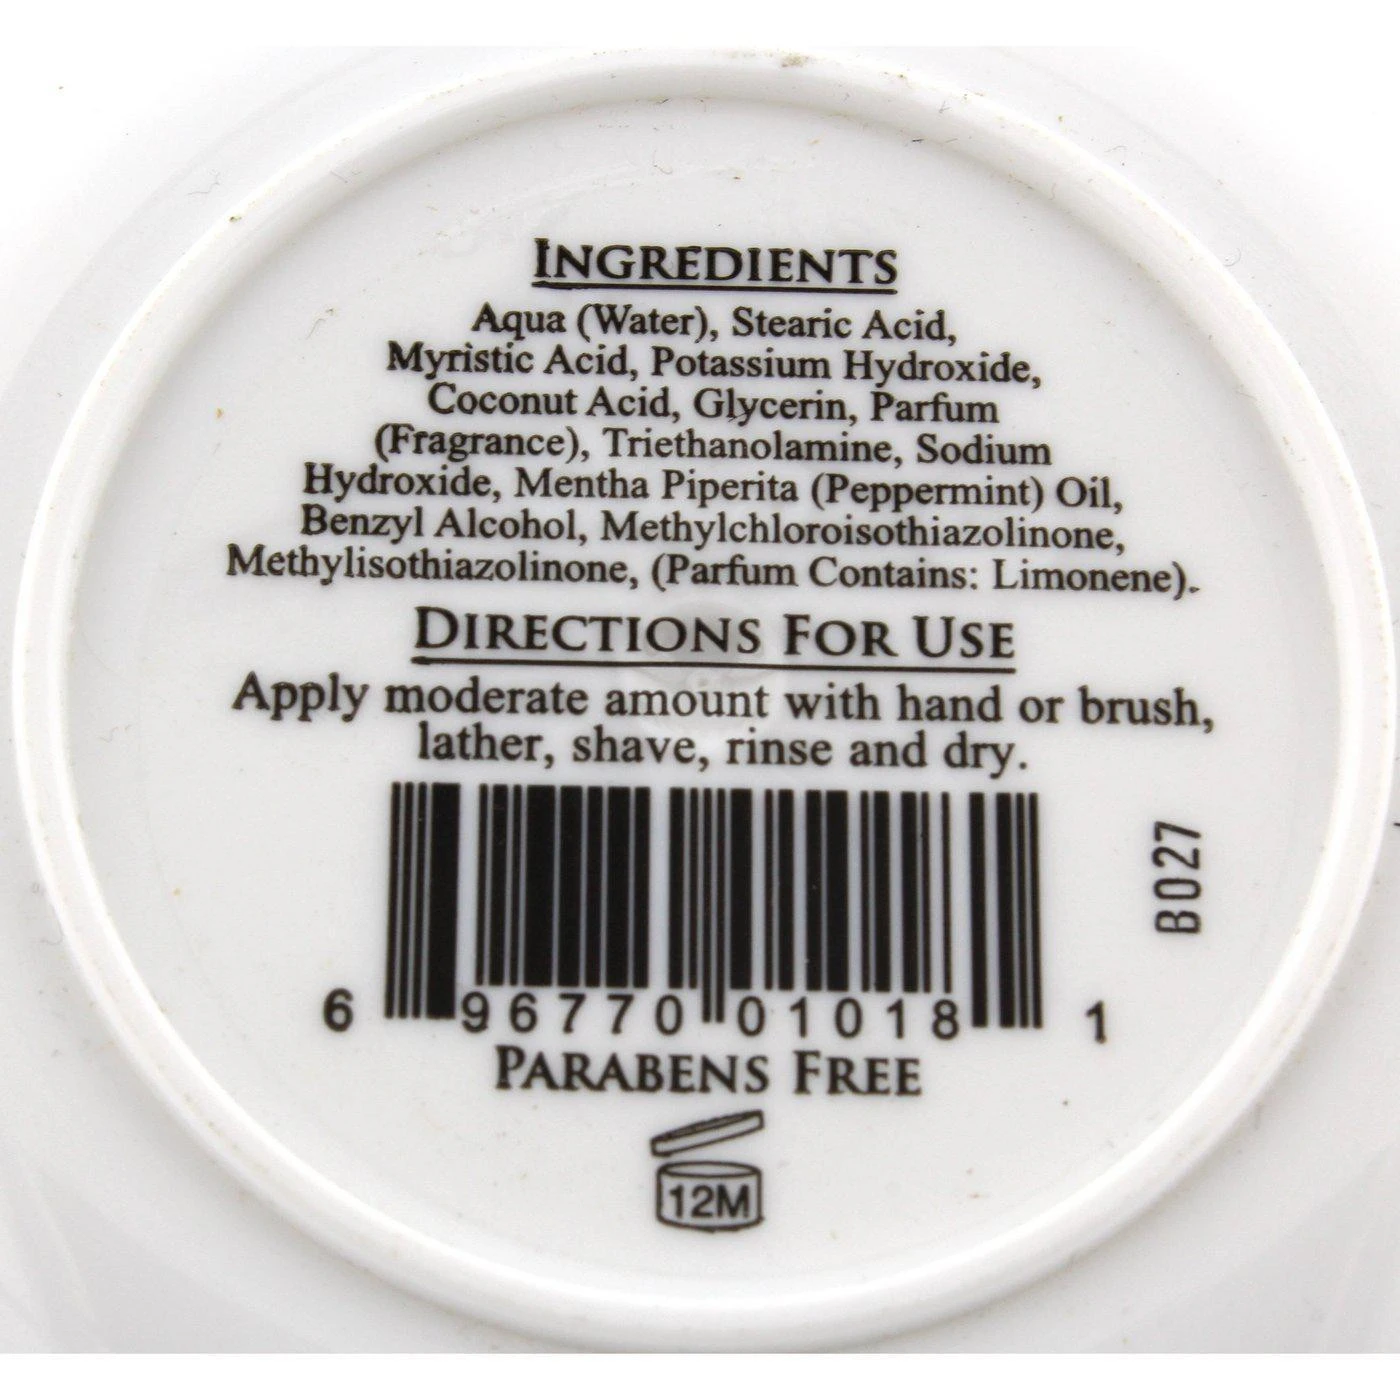 INGREDIENTS
Aqua (Water), Stearic Acid,
Myristic Acid, Potassium Hydroxide,
Coconut Acid, Glycerin, Parfum
(Fragrance), Triethanolamine, Sodium
Hydroxide, Mentha Piperita (Peppermint) Oil,
Benzyl Alcohol, Methylchloroisothiazolinone,
Methylisothiazolinone, (Parfum Contains: Limonene).
DIRECTIONS FOR USE
Apply moderate amount with hand or brush,
lather, shave, rinse and dry.
B027
6 96770 01018 1
PARABENS FREE
12M